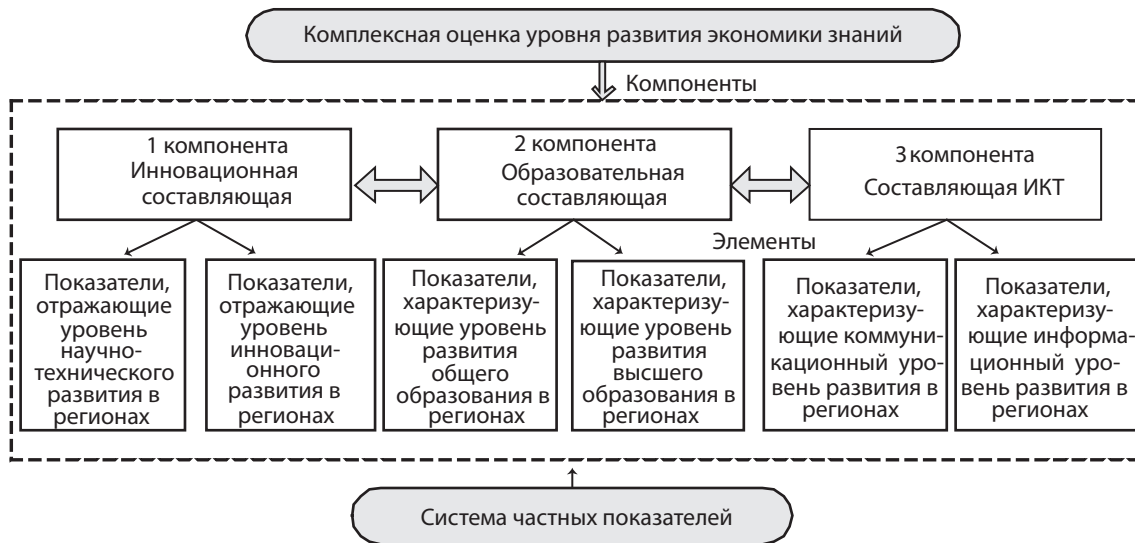 Комплексная оценка уровня развития экономики знаний
Компоненты
1 компонента
Инновационная
составляющая
2 компонента
Образовательная
составляющая
3 компонента
Составляющая ИКТ
Элементы
Показатели,
отражающие
уровень
научно-
технического
развития в
регионах
Показатели,
отражающие
уровень
инноваци-
онного
развития в
регионах
Показатели,
характеризу-
ющие уровень
развития
общего
образования в
регионах
Показатели,
характеризу-
ющие уровень
развития
высшего
образования в
регионах
Показатели,
характеризу-
ющие коммуни-
кационный уро-
вень развития в
регионах
Показатели,
характеризу-
ющие информа-
ционный уро-
вень развития в
регионах
Система частных показателей